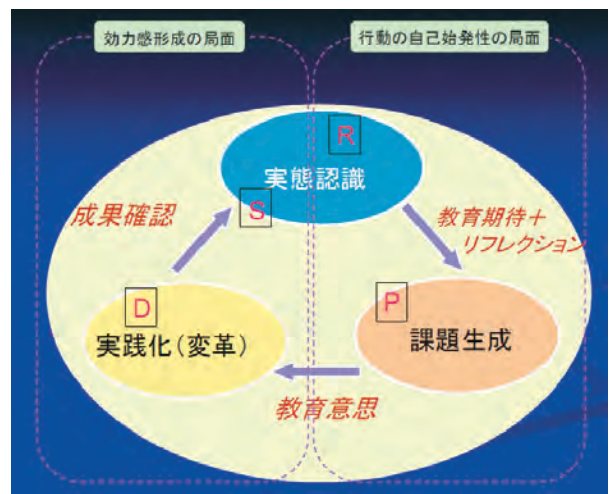 効力感形成の局面
行動の自己始発性の局面
R
実態認識
S
成果確認
教育期待＋
リフレクション
D
実践化（変革）
P
課題生成
教育意思